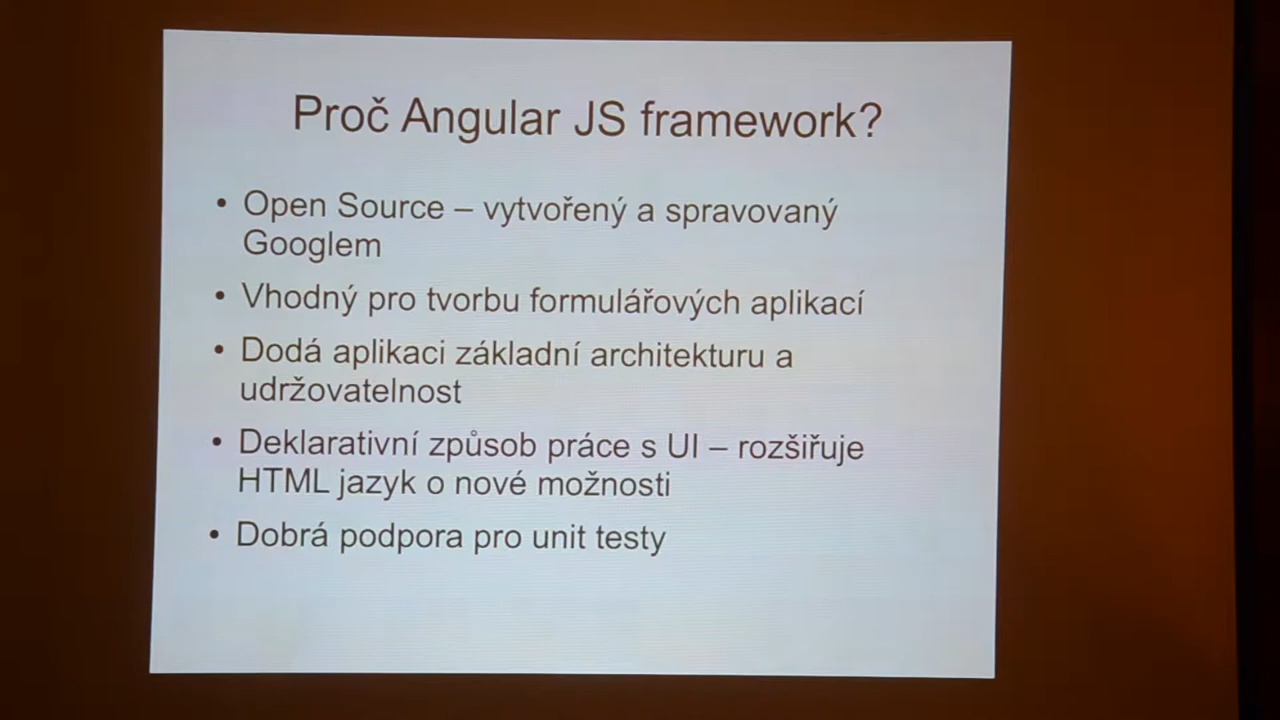 Proč Angular JS framework?
• Open Source – vytvořený a spravovaný
Googlem
• Vhodný pro tvorbu formulářových aplikací
• Dodá aplikaci základní architekturu a
udržovatelnost
• Deklarativní způsob práce s UI – rozšiřuje
HTML jazyk o nové možnosti
• Dobrá podpora pro unit testy